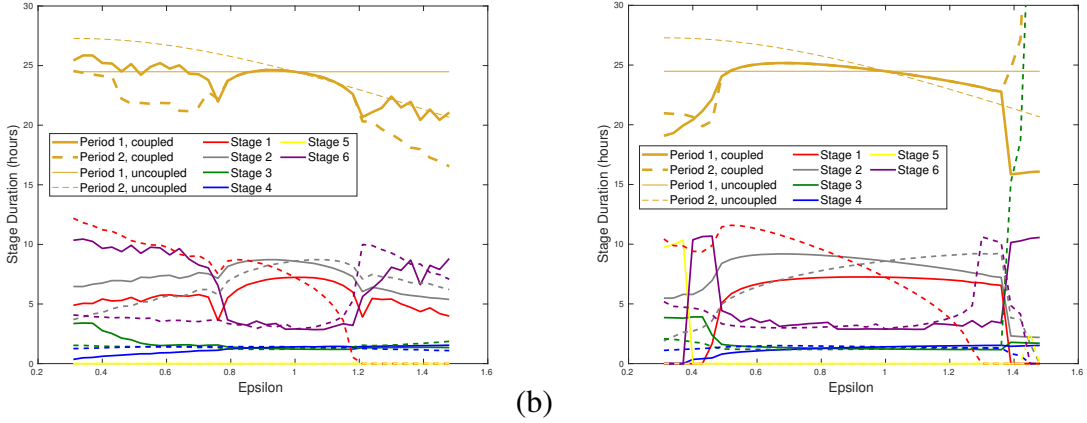 30
25
20
15
10
5
0
Stage Duration (hours)
Period 1, coupled
Period 2, coupled
Period 1, uncoupled
Period 2, uncoupled
Stage 1
Stage 2
Stage 3
Stage 4
Stage 5
Stage 6
0.2 0.4 0.6 0.8 1 1.2 1.4 1.6
Epsilon
(b)
30
25
20
15
10
5
0
Stage Duration (hours)
Period 1, coupled
Period 2, coupled
Period 1, uncoupled
Period 2, uncoupled
Stage 1
Stage 2
Stage 3
Stage 4
Stage 5
Stage 6
0.2 0.4 0.6 0.8 1 1.2 1.4 1.6
Epsilon